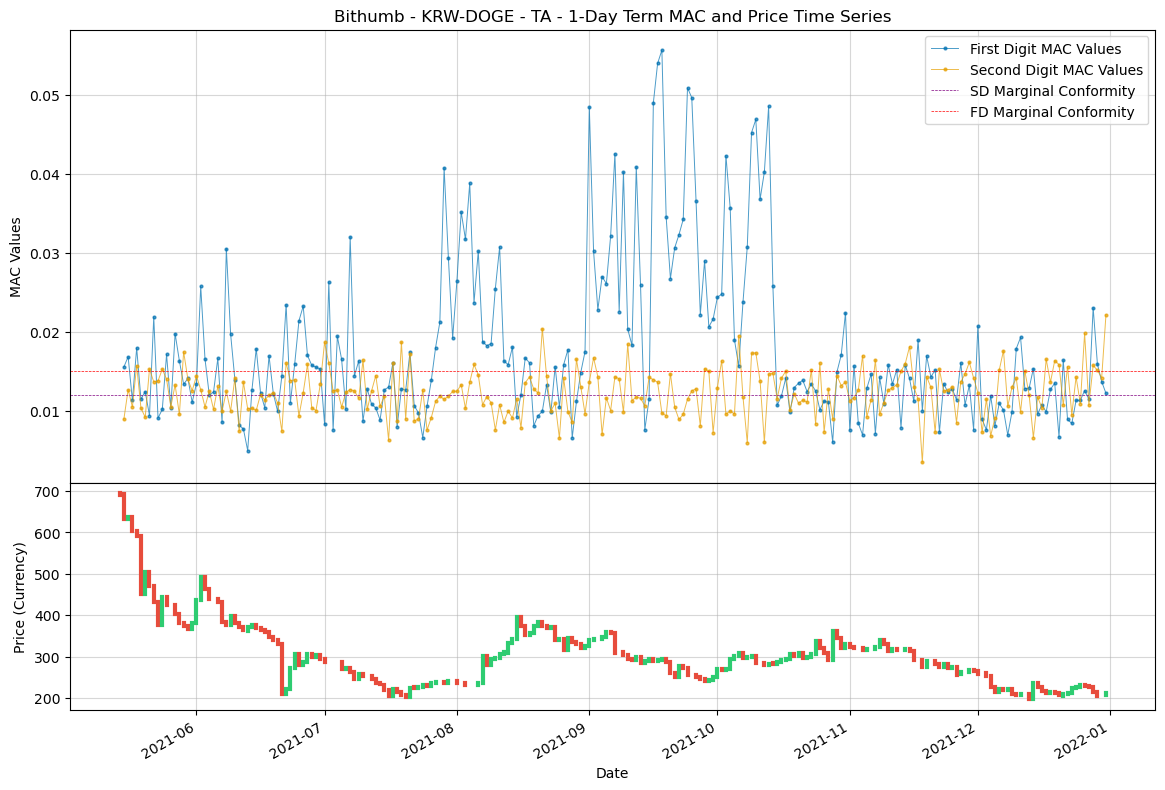 Bithumb - KRW-DOGE - TA - 1-Day Term MAC and Price Time Series
First Digit MAC Values
Second Digit MAC Values
SD Marginal Conformity
FD Marginal Conformity
MAC Values
0.05
0.04
0.03
0.02
0.01
Price (Currency)
700
600
500
400
300
200
2021-06
2021-07
2021-08
2021-09
2021-10
2021-11
2021-12
2022-01
Date